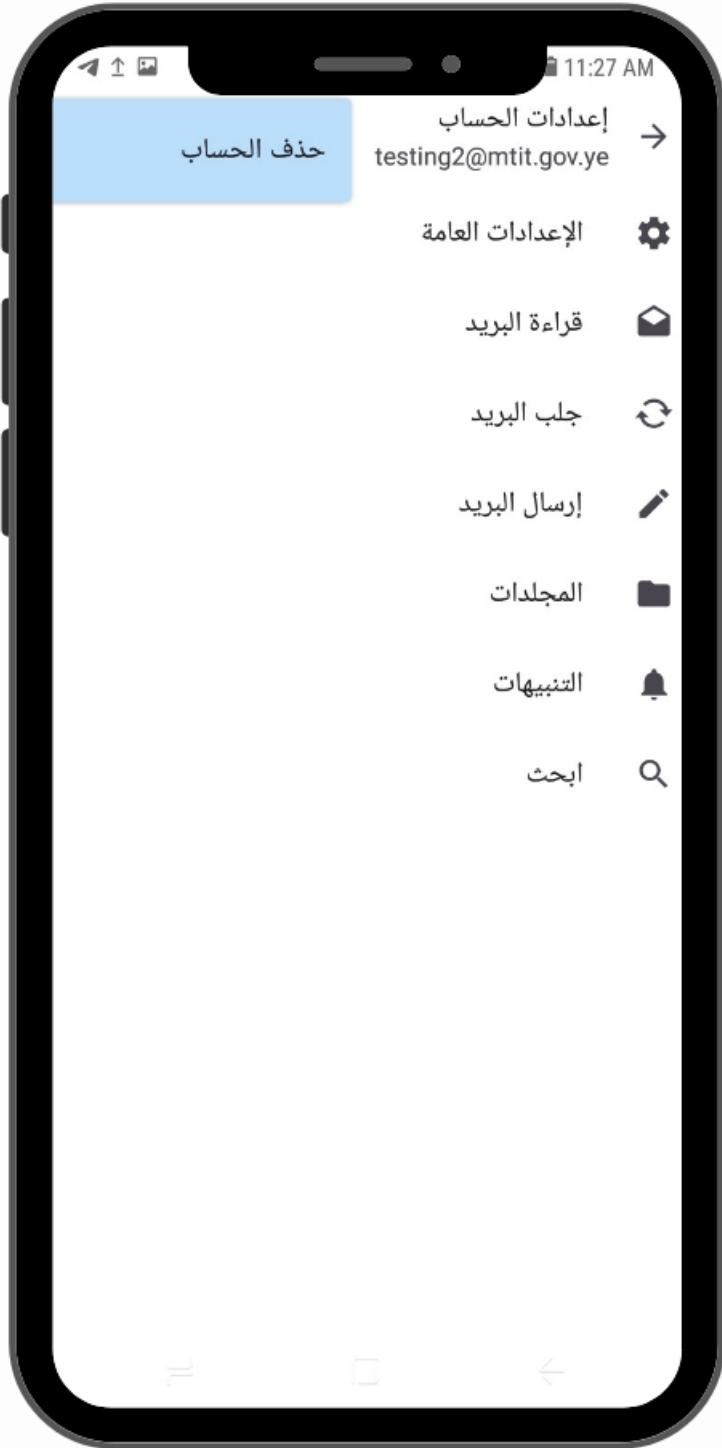 11:27 AM
إعدادات الحساب
testing2@mtit.gov.ye
حذف الحساب
الإعدادات العامة
قراءة البريد
جلب البريد
إرسال البريد
المجلدات
التنبيهات
ابحث